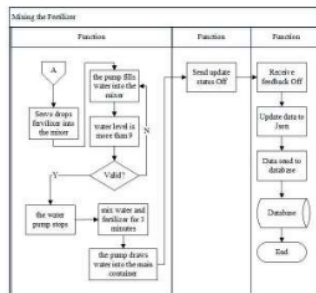 Mixing the Fertilizer
Function
Function
Function
A
Servo drops
fertilizer into
the mixer
the pump fills
water into the
mixer
water level is
more than 9
N
Valid?
Y
the water
pump stops
mix water and
fertilizer for 3
minutes
the pump draws
water into the main
container
Send update
status Off
Receive
feedback Off
Update data to
Json
Data send to
database
Database
End